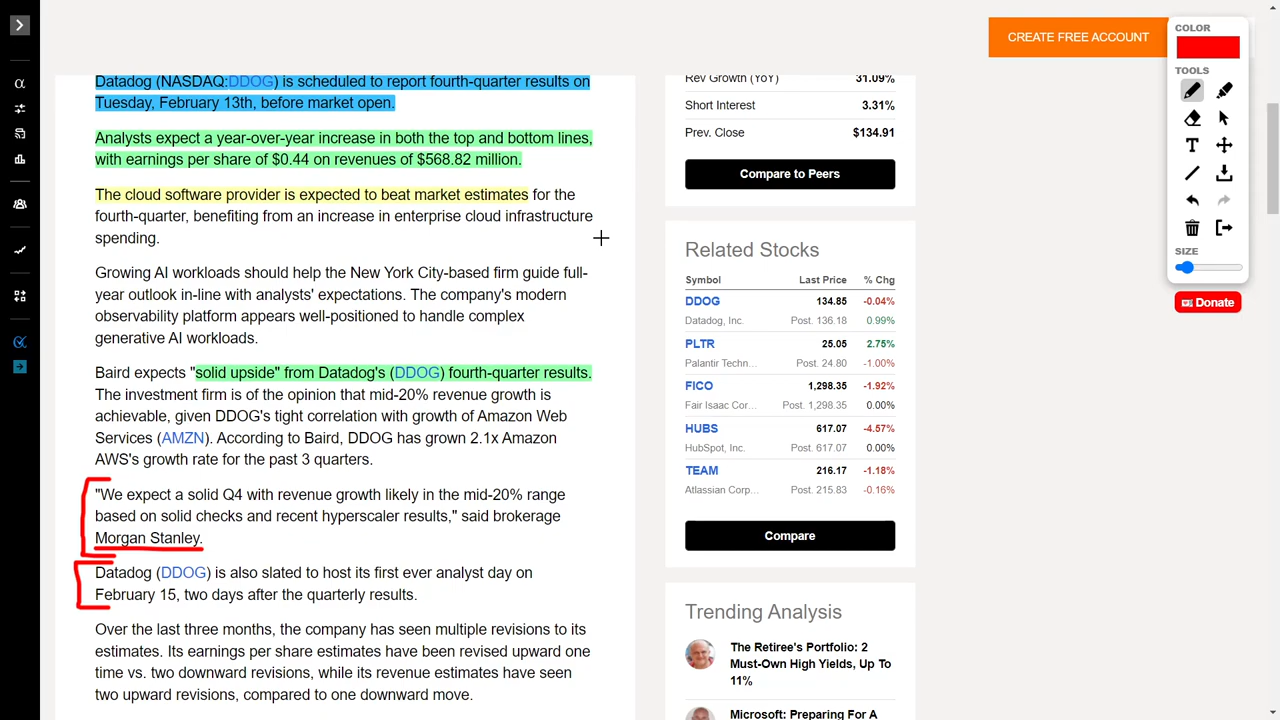 CREATE FREE ACCOUNT
COLOR
TOOLS
SIZE
Donate
Datadog (NASDAQ:DDOG) is scheduled to report fourth-quarter results on
Tuesday, February 13th, before market open.
Analysts expect a year-over-year increase in both the top and bottom lines,
with earnings per share of $0.44 on revenues of $568.82 million.
The cloud software provider is expected to beat market estimates for the
fourth-quarter, benefiting from an increase in enterprise cloud infrastructure
spending.
Growing AI workloads should help the New York City-based firm guide full-
year outlook in-line with analysts' expectations. The company's modern
observability platform appears well-positioned to handle complex
generative AI workloads.
Baird expects "solid upside" from Datadog's (DDOG) fourth-quarter results.
The investment firm is of the opinion that mid-20% revenue growth is
achievable, given DDOG's tight correlation with growth of Amazon Web
Services (AMZN). According to Baird, DDOG has grown 2.1x Amazon
AWS's growth rate for the past 3 quarters.
"We expect a solid Q4 with revenue growth likely in the mid-20% range
based on solid checks and recent hyperscaler results," said brokerage
Morgan Stanley.
Datadog (DDOG) is also slated to host its first ever analyst day on
February 15, two days after the quarterly results.
Over the last three months, the company has seen multiple revisions to its
estimates. Its earnings per share estimates have been revised upward one
time vs. two downward revisions, while its revenue estimates have seen
two upward revisions, compared to one downward move.
Rev Growth (YoY) 31.09%
Short Interest 3.31%
Prev. Close $134.91
Compare to Peers
Related Stocks
Symbol Last Price % Chg
DDOG 134.85 -0.04%
Datadog, Inc. Post. 136.18 0.99%
PLTR 25.05 2.75%
Palantir Techn... Post. 24.80 -1.00%
FICO 1,298.35 -1.92%
Fair Isaac Cor... Post. 1,298.35 0.00%
HUBS 617.07 -4.57%
HubSpot, Inc. Post. 617.07 0.00%
TEAM 216.17 -1.18%
Atlassian Corp... Post. 215.83 -0.16%
Compare
Trending Analysis
The Retiree's Portfolio: 2
Must-Own High Yields, Up To
11%
Microsoft: Preparing For A